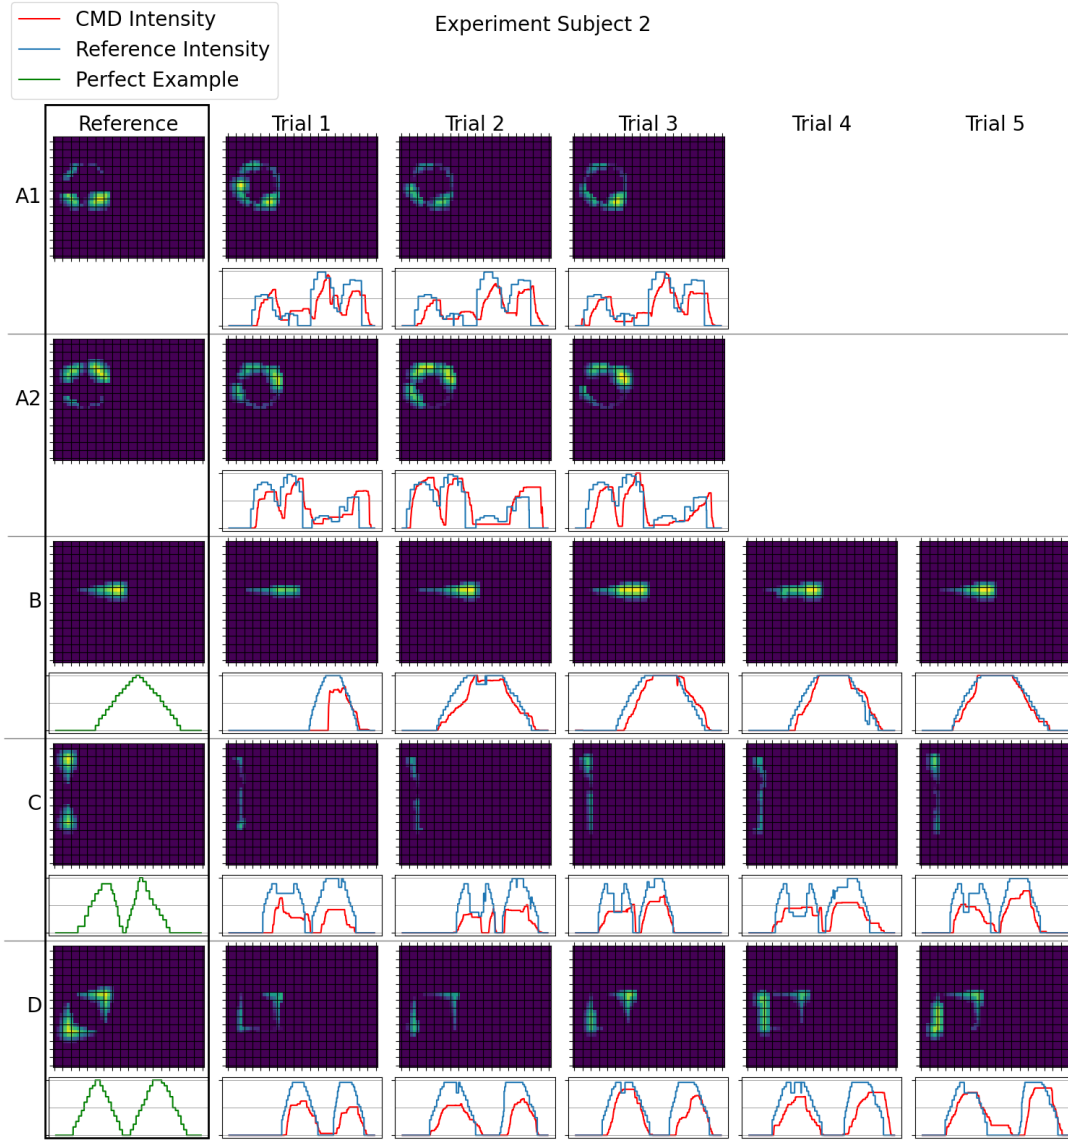 CMD Intensity
Reference Intensity
Perfect Example
Experiment Subject 2
Reference Trial 1 Trial 2 Trial 3 Trial 4 Trial 5
A1
A2
B
C
D